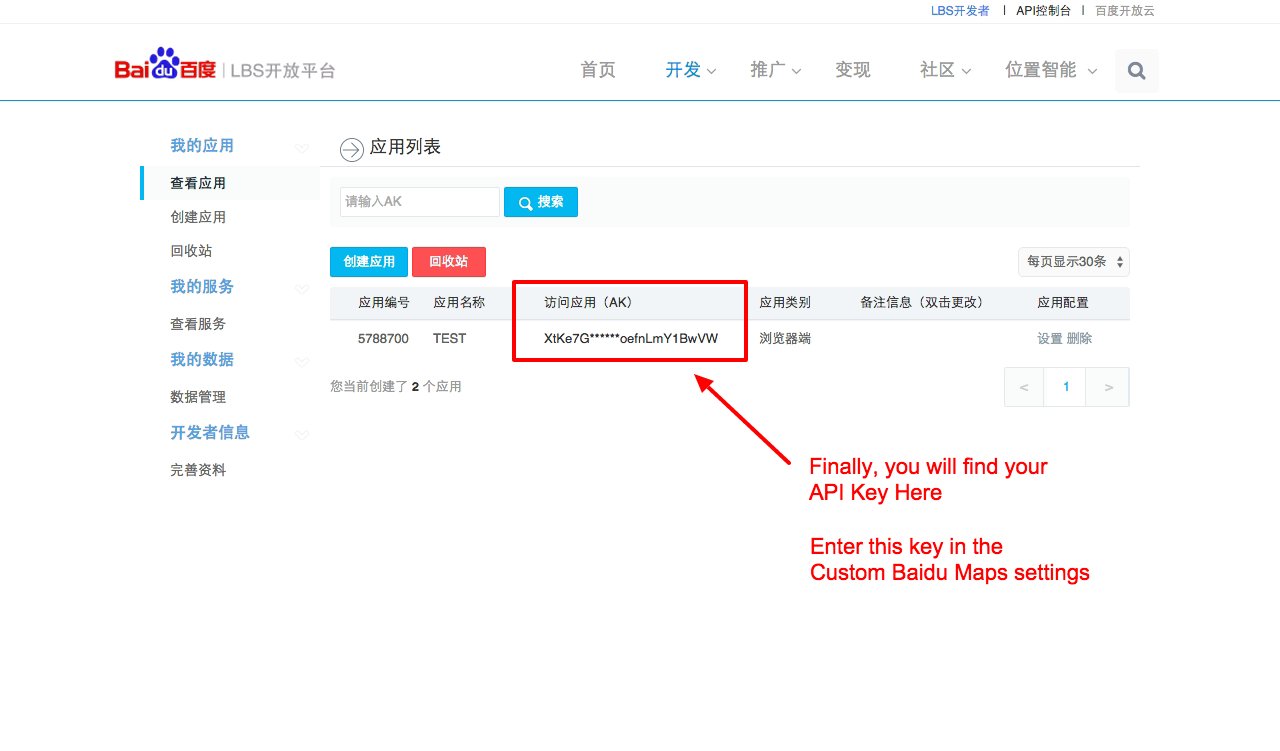 LBS开发者 | API控制台 | 百度开放云
Bai du 百度 | LBS开放平台
首页 开发 推广 变现 社区 位置智能
我的应用
查看应用
创建应用
回收站
我的服务
查看服务
我的数据
数据管理
开发者信息
完善资料
应用列表
请输入AK 搜索
创建应用 回收站 每页显示30条
应用编号 应用名称 访问应用（AK） 应用类别 备注信息（双击更改） 应用配置
5788700 TEST XtKe7G******oefnLmY1BwVW 浏览器端 设置 删除
您当前创建了 2 个应用 < 1 >
Finally, you will find your
API Key Here
Enter this key in the
Custom Baidu Maps settings